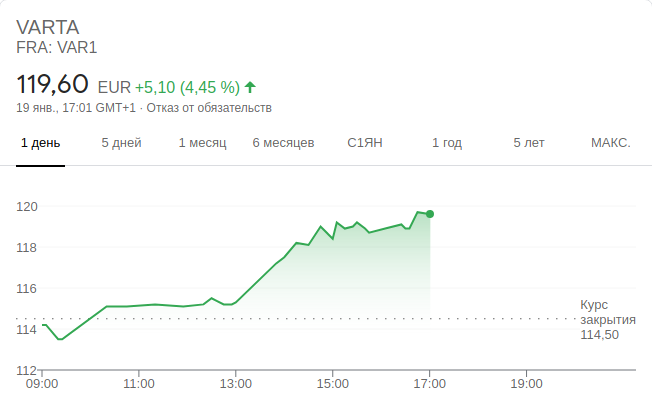 VARTA
FRA: VAR1
119,60 EUR +5,10 (4,45 %)
19 янв., 17:01 GMT+1 · Отказ от обязательств
1 день 5 дней 1 месяц 6 месяцев С1ЯН 1 год 5 лет МАКС.
120
118
116
Курс
закрытия
114,50
114
112
09:00 11:00 13:00 15:00 17:00 19:00